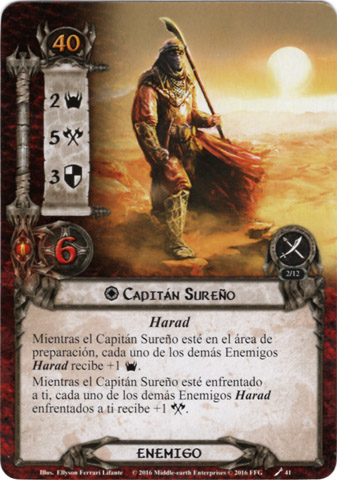 40
2
5
3
6
2/12
Capitán Sureño
Harad
Mientras el Capitán Sureño esté en el área de
preparación, cada uno de los demás Enemigos
Harad recibe +1 .
Mientras el Capitán Sureño esté enfrentado
a ti, cada uno de los demás Enemigos Harad
enfrentados a ti recibe +1 .
ENEMIGO
Illus. Ellyson Ferrari Lifante © 2016 Middle-earth Enterprises © 2016 FFG 41